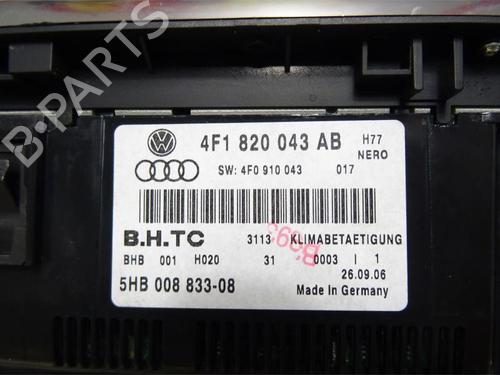 B-PARTS
4F1 820 043 AB H77
NERO
SW: 4F0 910 043 017
B.H.TC 3113 KLIMABETAETIGUNG
BHB 001 H020 31 0003 I 1
26.09.06
5HB 008 833-08 Made in Germany